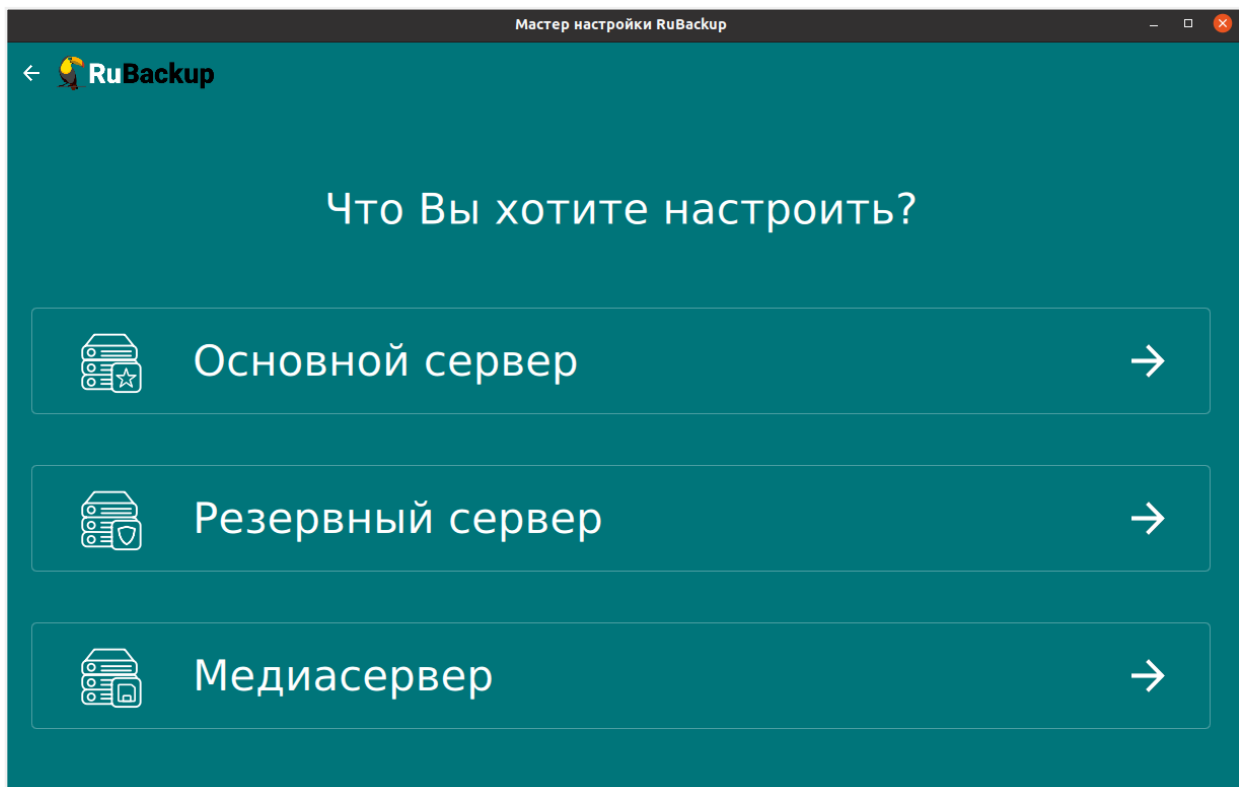 Мастер настройки RuBackup
RuBackup
Что Вы хотите настроить?
Основной сервер
Резервный сервер
Медиасервер